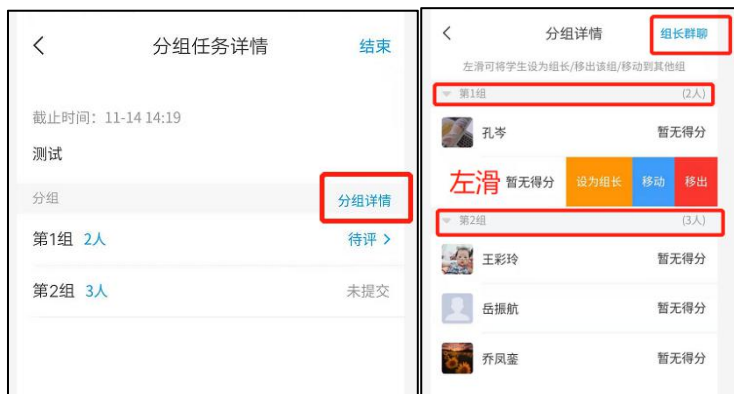 分组任务详情 结束
截止时间：11-14 14:19
测试
分组 分组详情
第1组 2人 待评
第2组 3人 未提交
分组详情 组长群聊
左滑可将学生设为组长/移出该组/移动到其他组
第1组 (2人)
孔岑 暂无得分
左滑 暂无得分 设为组长 移动 移出
第2组 (3人)
王彩玲 暂无得分
岳振航 暂无得分
乔凤銮 暂无得分